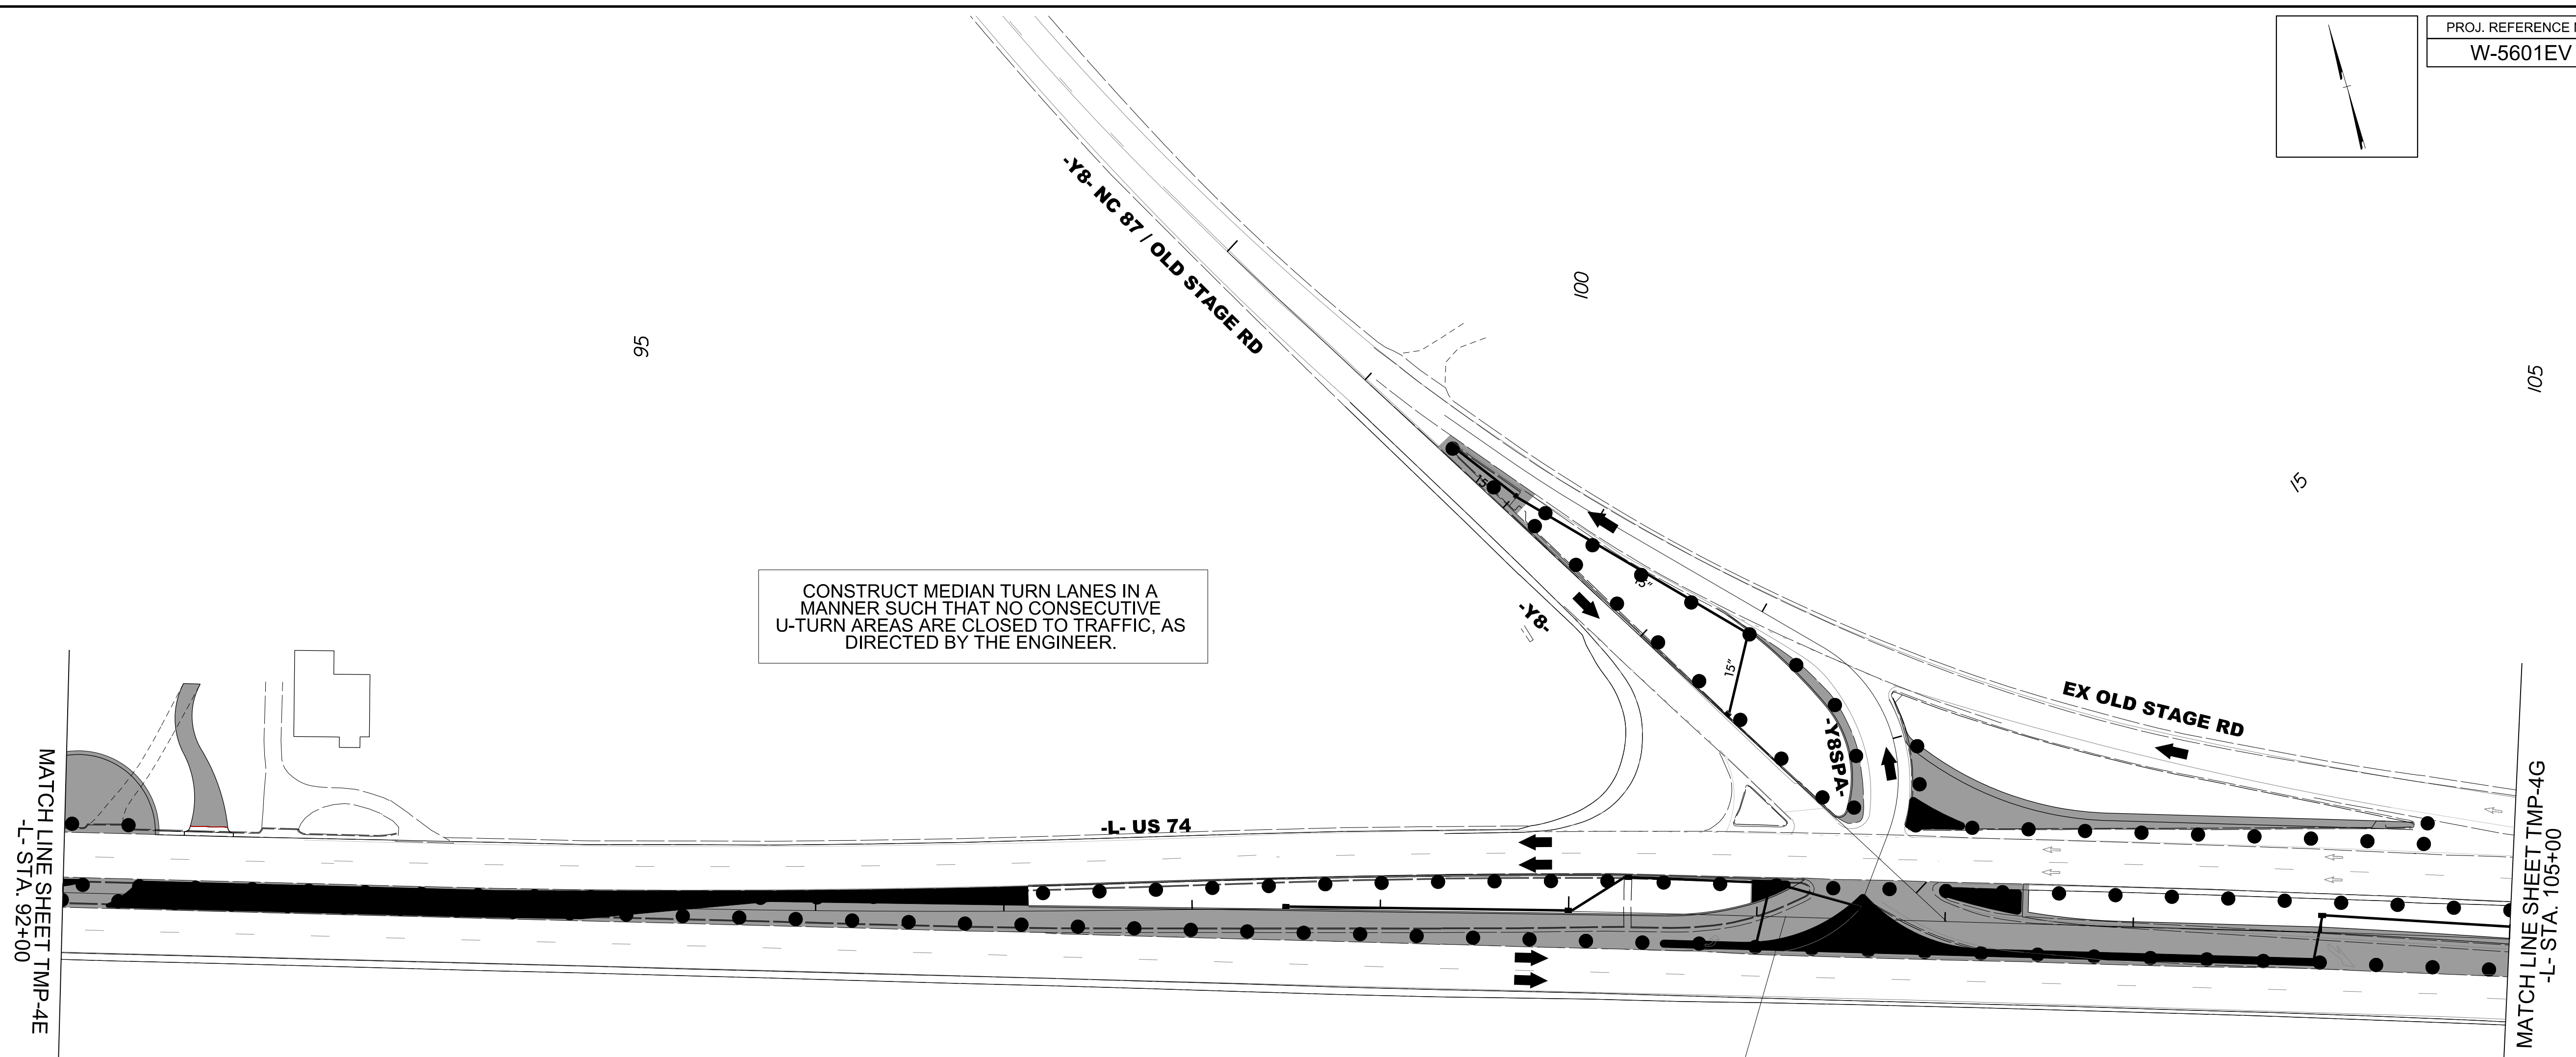 PROJ. REFERENCE
W-5601EV
-Y8- NC 87 / OLD STAGE RD
100
95
105
15
15"
15"
CONSTRUCT MEDIAN TURN LANES IN A
MANNER SUCH THAT NO CONSECUTIVE
U-TURN AREAS ARE CLOSED TO TRAFFIC, AS
DIRECTED BY THE ENGINEER.
-Y8-
15"
EX OLD STAGE RD
-Y8SPA-
-L- US 74
MATCH LINE SHEET TMP-4E
-L- STA. 92+00
MATCH LINE SHEET TMP-4G
-L- STA. 105+00